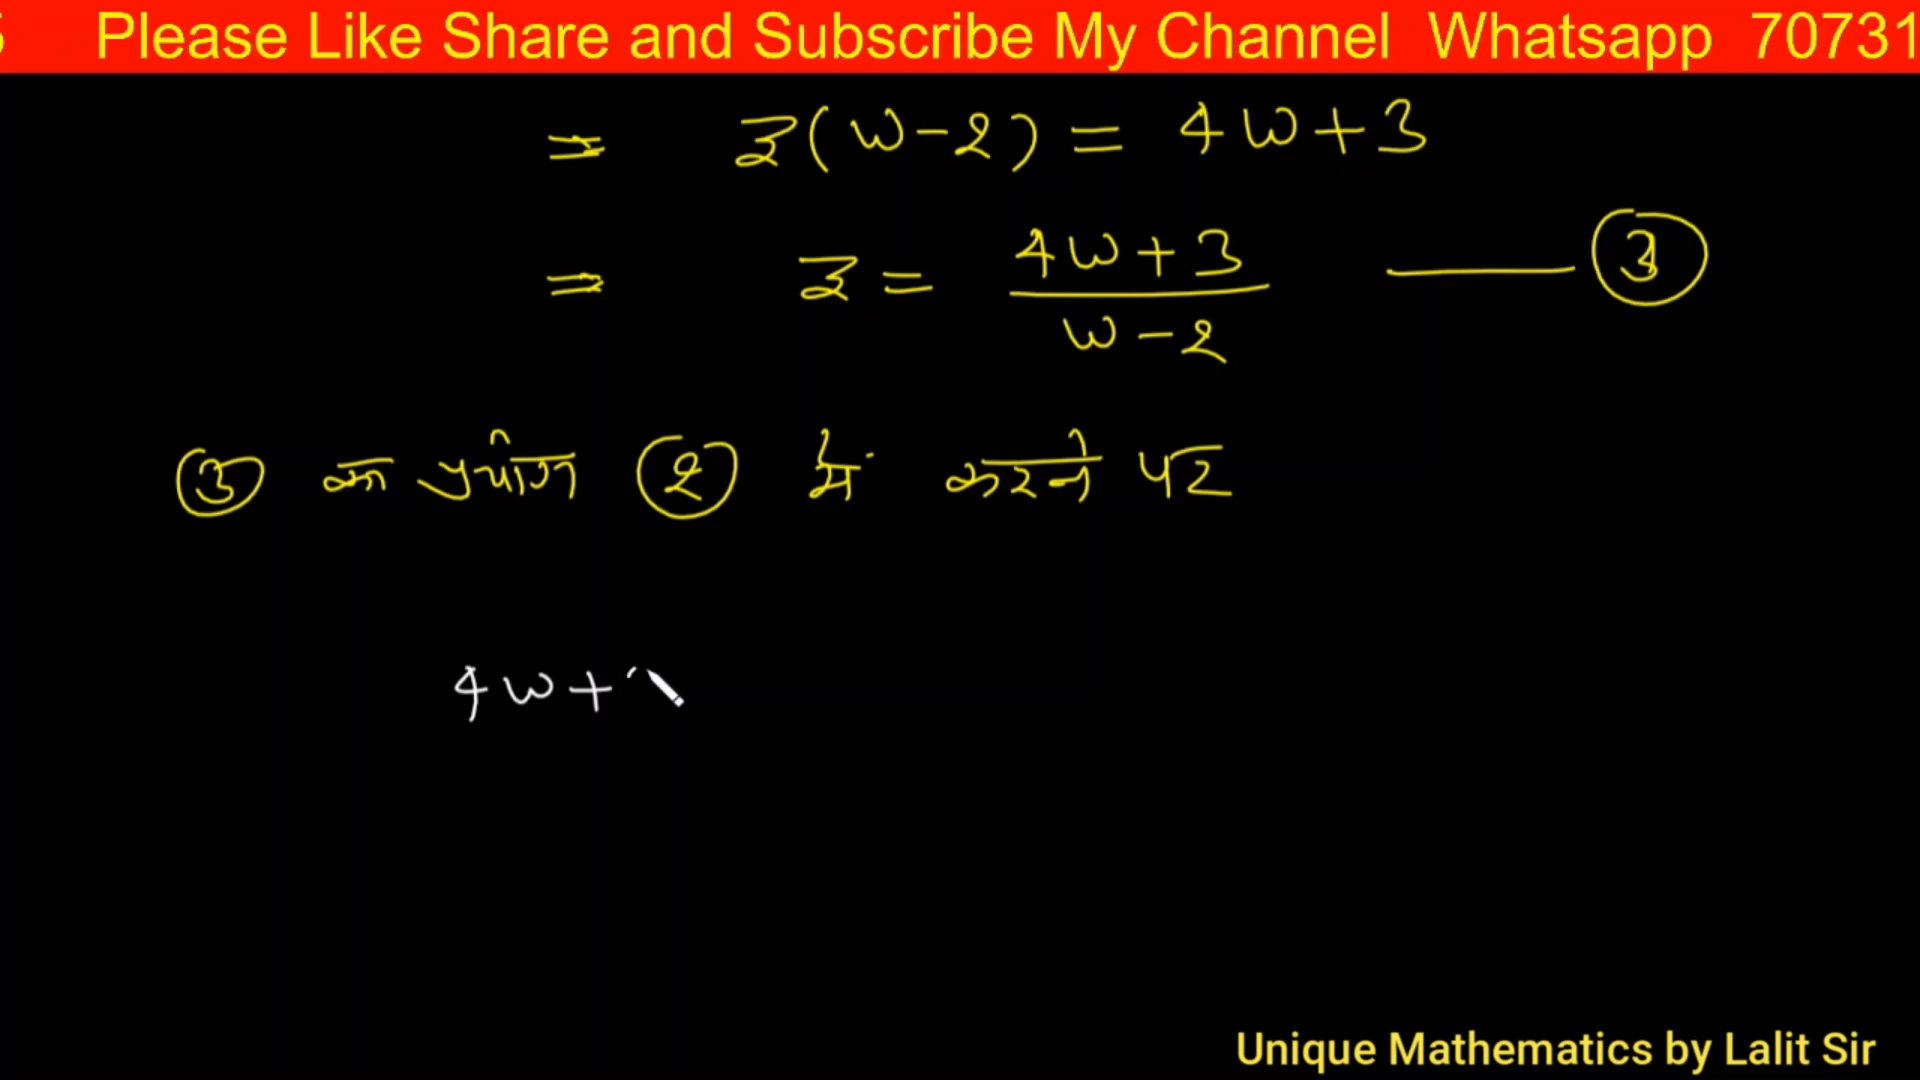 5 Please Like Share and Subscribe My Channel Whatsapp 70731
⇒ z(w-2) = 4w+3
⇒ z = 4w+3 / w-2 —— ③
③ का प्रयोग ② में करने पर
4w+
Unique Mathematics by Lalit Sir